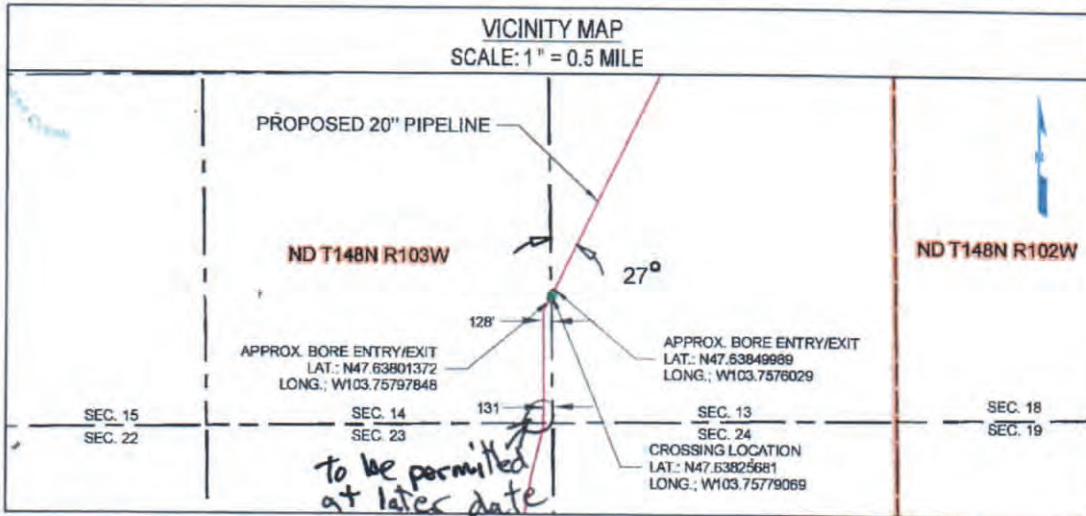 VICINITY MAP
SCALE: 1" = 0.5 MILE
PROPOSED 20" PIPELINE
N
ND T148N R103W
27°
ND T148N R102W
128'
APPROX. BORE ENTRY/EXIT
LAT.: N47.63801372
LONG.; W103.75797848
APPROX. BORE ENTRY/EXIT
LAT.: N47.63849989
LONG.; W103.7576029
131
SEC. 15
SEC. 14
SEC. 13
SEC. 18
SEC. 22
SEC. 23
SEC. 24
SEC. 19
CROSSING LOCATION
LAT.: N47.63825681
LONG.; W103.75779069
to be permitted
at later date